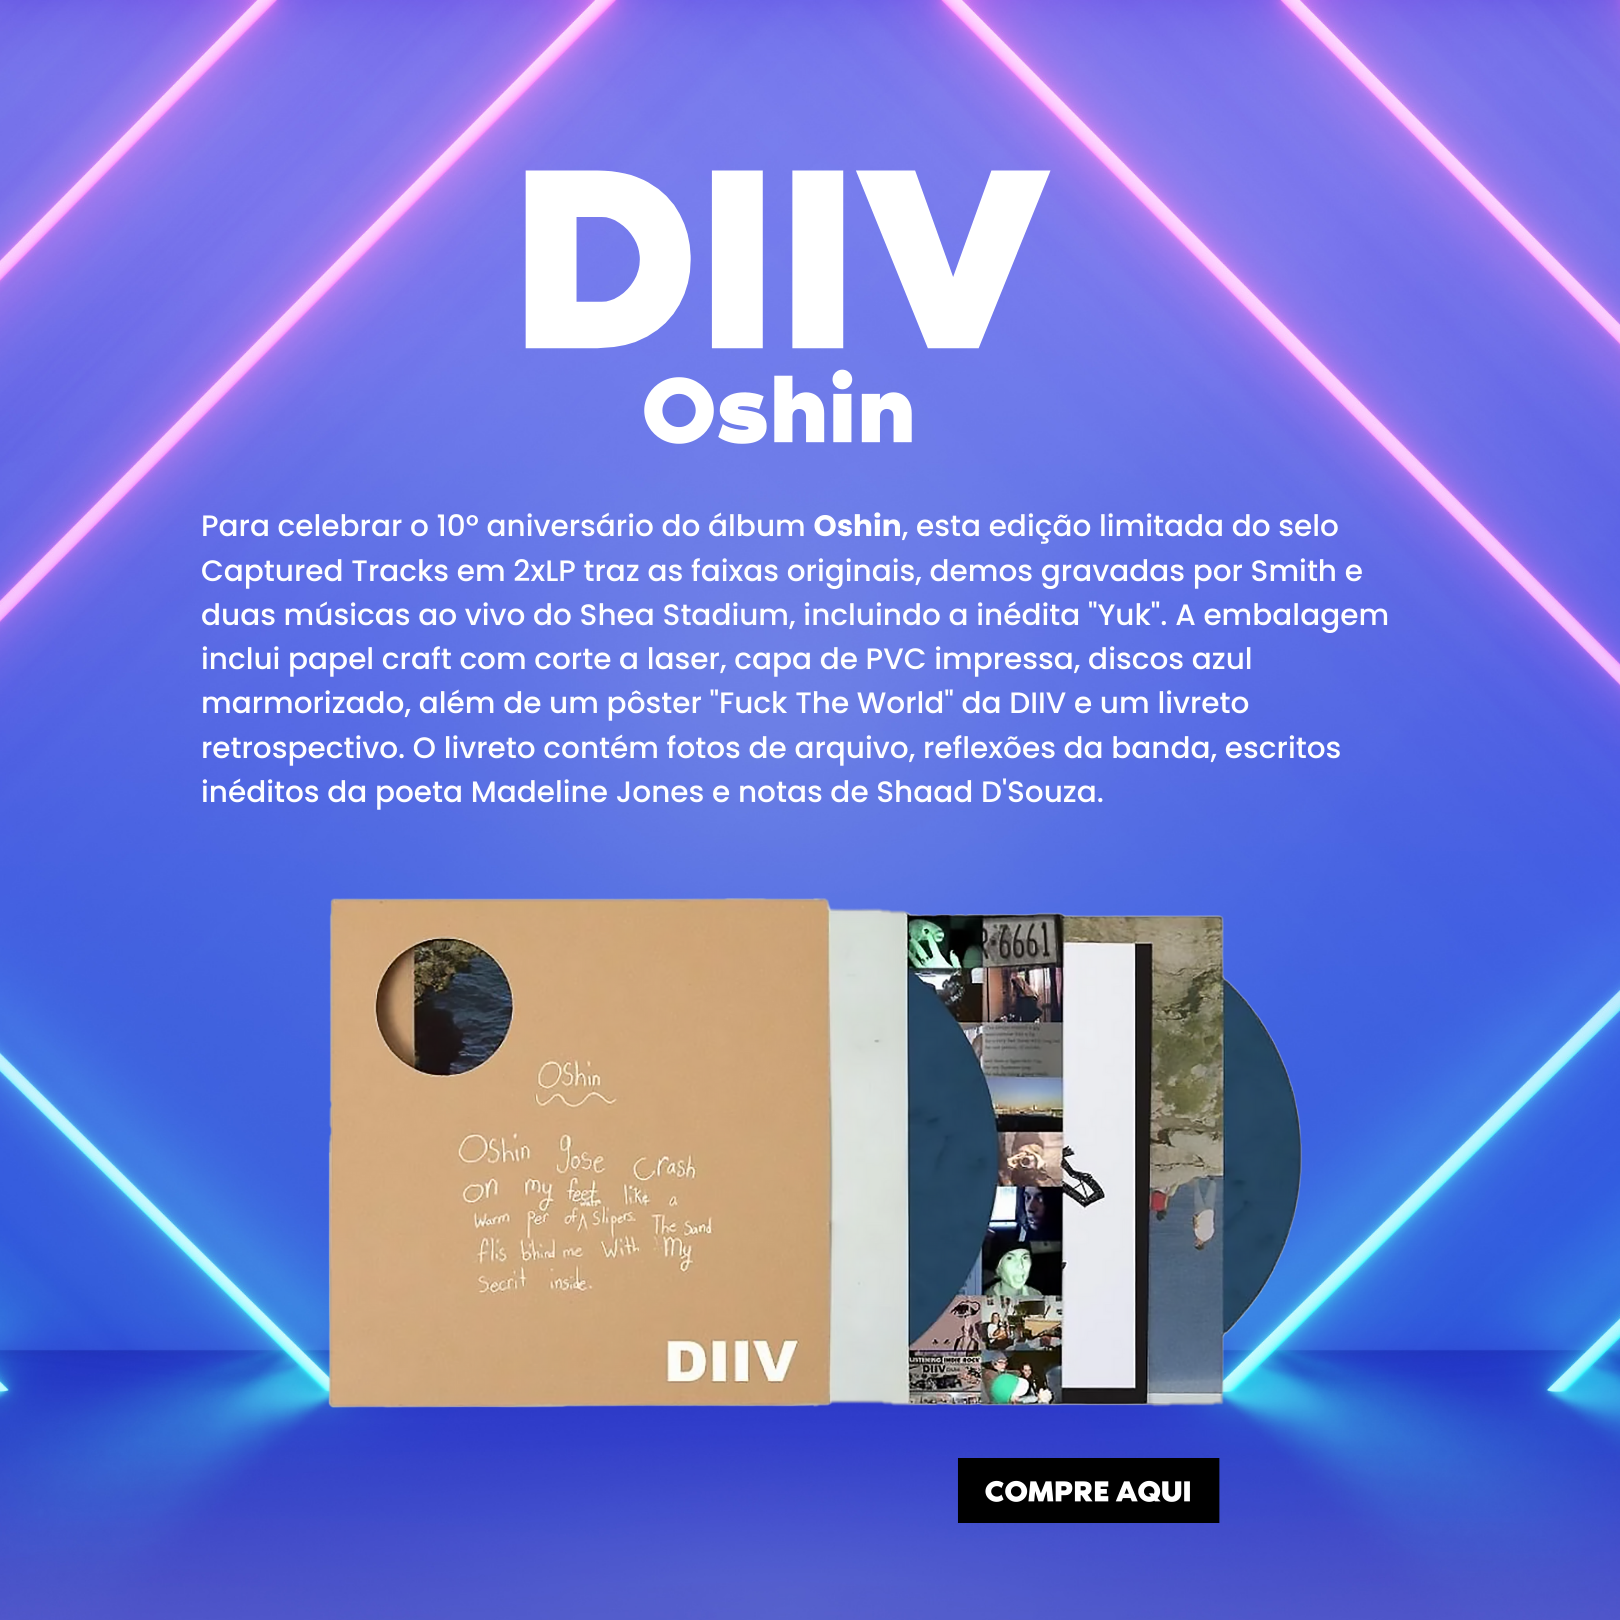 DIIV
Oshin
Para celebrar o 10º aniversário do álbum Oshin, esta edição limitada do selo
Captured Tracks em 2xLP traz as faixas originais, demos gravadas por Smith e
duas músicas ao vivo do Shea Stadium, incluindo a inédita "Yuk". A embalagem
inclui papel craft com corte a laser, capa de PVC impressa, discos azul
marmorizado, além de um pôster "Fuck The World" da DIIV e um livreto
retrospectivo. O livreto contém fotos de arquivo, reflexões da banda, escritos
inéditos da poeta Madeline Jones e notas de Shaad D'Souza.
OShin
OShin gose Crash
on my feet like a
warm per of slipers. The Sand
flis bhind me With My
Secrit inside.
DIIV
6661
LISTENING INDIE ROCK
DIIV
COMPRE AQUI